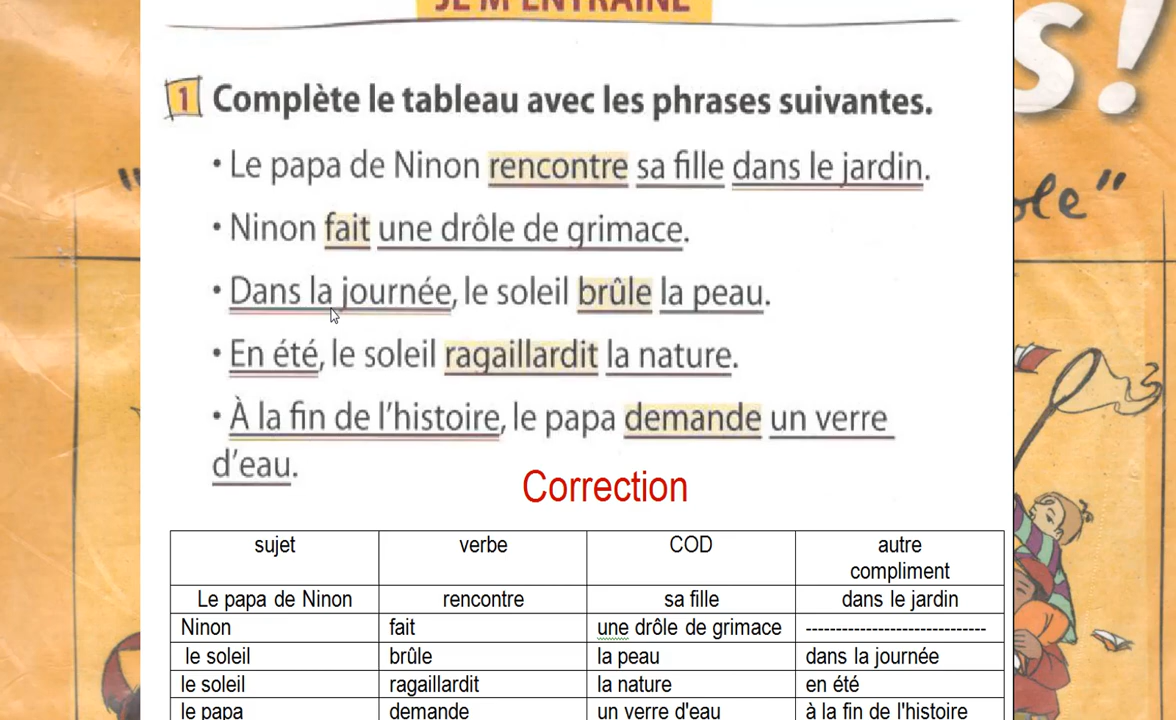 JE M'ENTRAÎNE
s!
1 Complète le tableau avec les phrases suivantes.
• Le papa de Ninon rencontre sa fille dans le jardin.
• Ninon fait une drôle de grimace.
• Dans la journée, le soleil brûle la peau.
• En été, le soleil ragaillardit la nature.
• À la fin de l'histoire, le papa demande un verre
d'eau.
Correction
sujet verbe COD autre
compliment
Le papa de Ninon rencontre sa fille dans le jardin
Ninon fait une drôle de grimace ------------------------------
le soleil brûle la peau dans la journée
le soleil ragaillardit la nature en été
le papa demande un verre d'eau à la fin de l'histoire